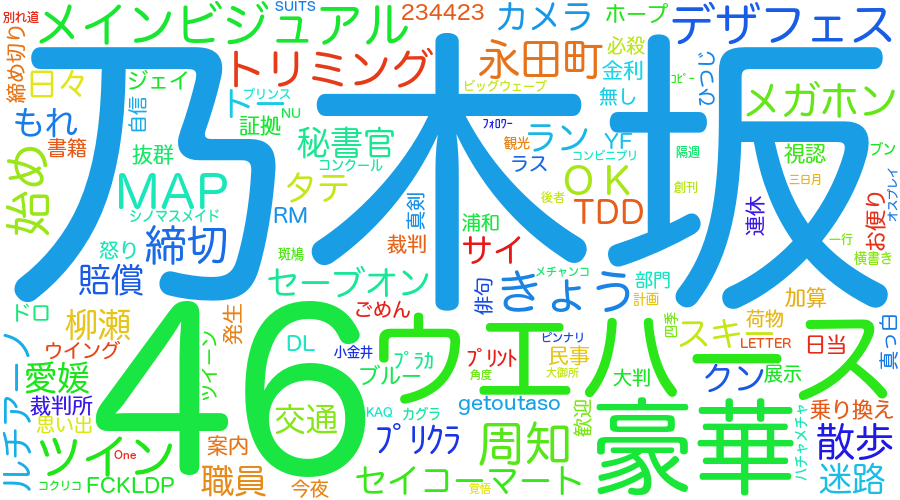 別れ道
SUITS
メインビジュアル
234423
カメラ
ホープ
デザフェス
締め切り
日々
ジェイ
トリミング
永田町
必殺
金利
無し
ｺﾋﾟｰ
ひつじ
メガホン
もれ
自信
トー
プリンス
NU
証拠
ビッグウェーブ
ﾌｫﾛﾜｰ
乃木坂
書籍
抜群
秘書官
コンクール
観光
ラン
ラス
YF
コンビニプリ
隔週
視認
ブン
始め
MAP
シノマスメイド
タテ
OK
TDD
後者
創刊
三日月
オスプレイ
怒り
締切
RM
真剣
裁判
浦和
サイ
連休
お便り
一行
横書き
賠償
斑鳩
セーブオン
俳句
メチャンコ
きょう
部門
計画
加算
ドロ
柳瀬
ツイーン
発生
ごめん
46
ウエハース
四季
荷物
スキー
LETTER
日当
真っ白
ルチアーノ
ウイング
愛媛
DL
小金井
ﾌﾟﾗｶ
ブルー
ﾌﾟﾘﾝﾄ
角度
ピンナリ
民事
大御所
大判
クン
展示
裁判所
思い出
交通
KAQ
カグラ
getoutaso
歓迎
豪華
ハチャメチャ
乗り換え
ツイン
One
案内
ﾌﾟﾘｸﾗ
周知
散歩
コクリコ
FCKLDP
職員
今夜
セイコーマート
覚悟
迷路